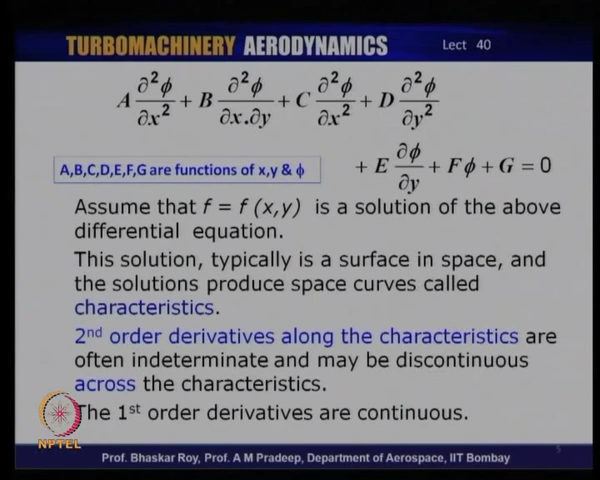 TURBOMACHINERY AERODYNAMICS Lect 40
A ∂²ϕ/∂x² + B ∂²ϕ/∂x.∂y + C ∂²ϕ/∂x² + D ∂²ϕ/∂y²
A,B,C,D,E,F,G are functions of x,y & ϕ + E ∂ϕ/∂y + Fϕ + G = 0
Assume that f = f (x,y) is a solution of the above
differential equation.
This solution, typically is a surface in space, and
the solutions produce space curves called
characteristics.
2nd order derivatives along the characteristics are
often indeterminate and may be discontinuous
across the characteristics.
The 1st order derivatives are continuous.
NPTEL
Prof. Bhaskar Roy, Prof. A M Pradeep, Department of Aerospace, IIT Bombay
5